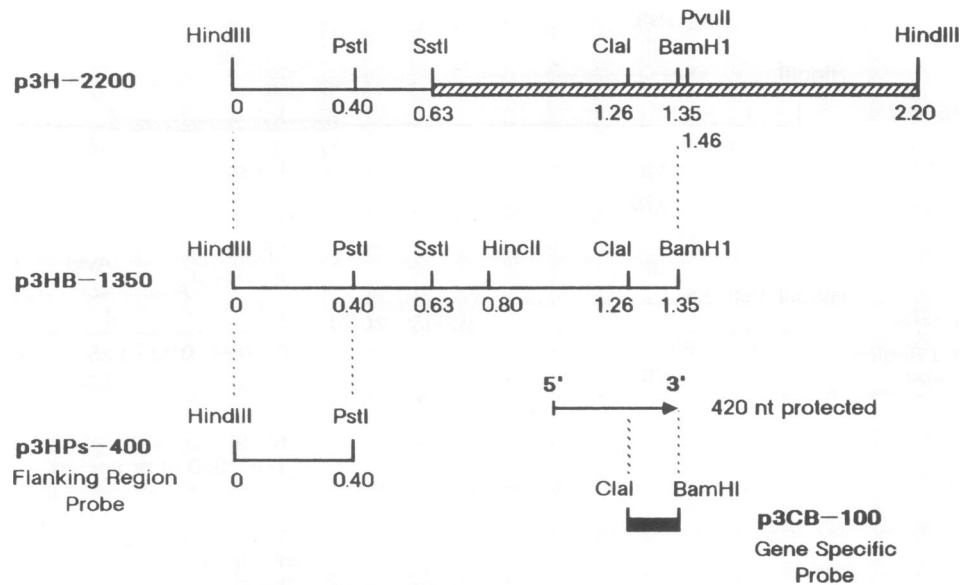 PvuII
HindIII PstI SstI ClaI BamH1 HindIII
p3H-2200
0 0.40 0.63 1.26 1.35 2.20
1.46
HindIII PstI SstI HincII ClaI BamH1
p3HB-1350
0 0.40 0.63 0.80 1.26 1.35
5' 3'
420 nt protected
HindIII PstI
p3HPs-400
Flanking Region
Probe
0 0.40
ClaI BamHI
p3CB-100
Gene Specific
Probe